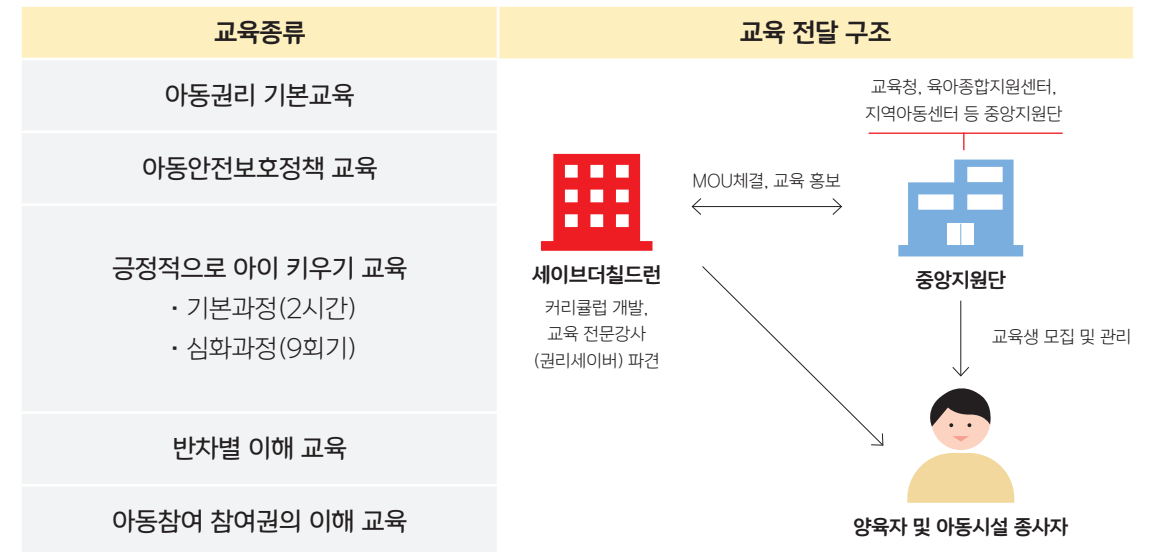 교육종류
교육 전달 구조
아동권리 기본교육
아동안전보호정책 교육
긍정적으로 아이 키우기 교육
· 기본과정(2시간)
· 심화과정(9회기)
반차별 이해 교육
아동참여 참여권의 이해 교육
교육청, 육아종합지원센터,
지역아동센터 등 중앙지원단
MOU체결, 교육 홍보
세이브더칠드런
커리큘럽 개발,
교육 전문강사
(권리세이버) 파견
중앙지원단
교육생 모집 및 관리
양육자 및 아동시설 종사자